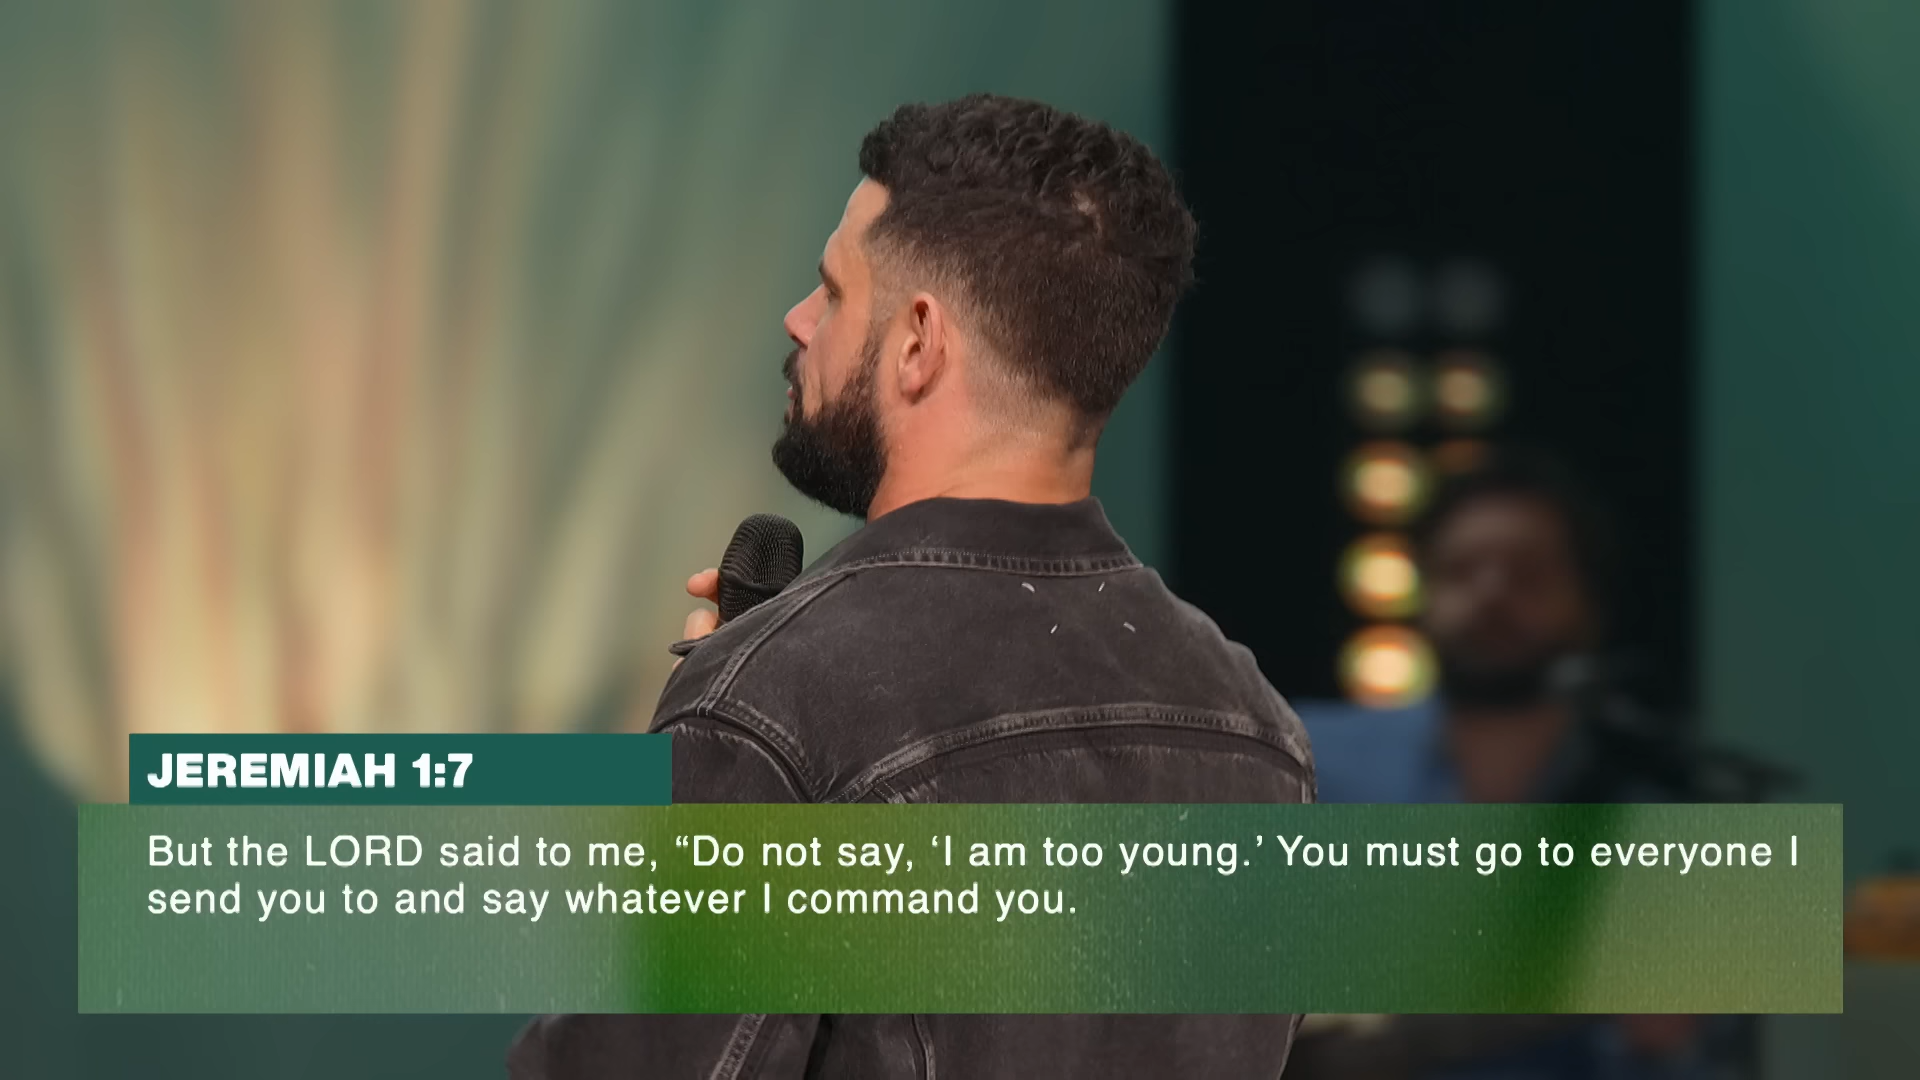 JEREMIAH 1:7
But the LORD said to me, “Do not say, ‘I am too young.’ You must go to everyone I
send you to and say whatever I command you.